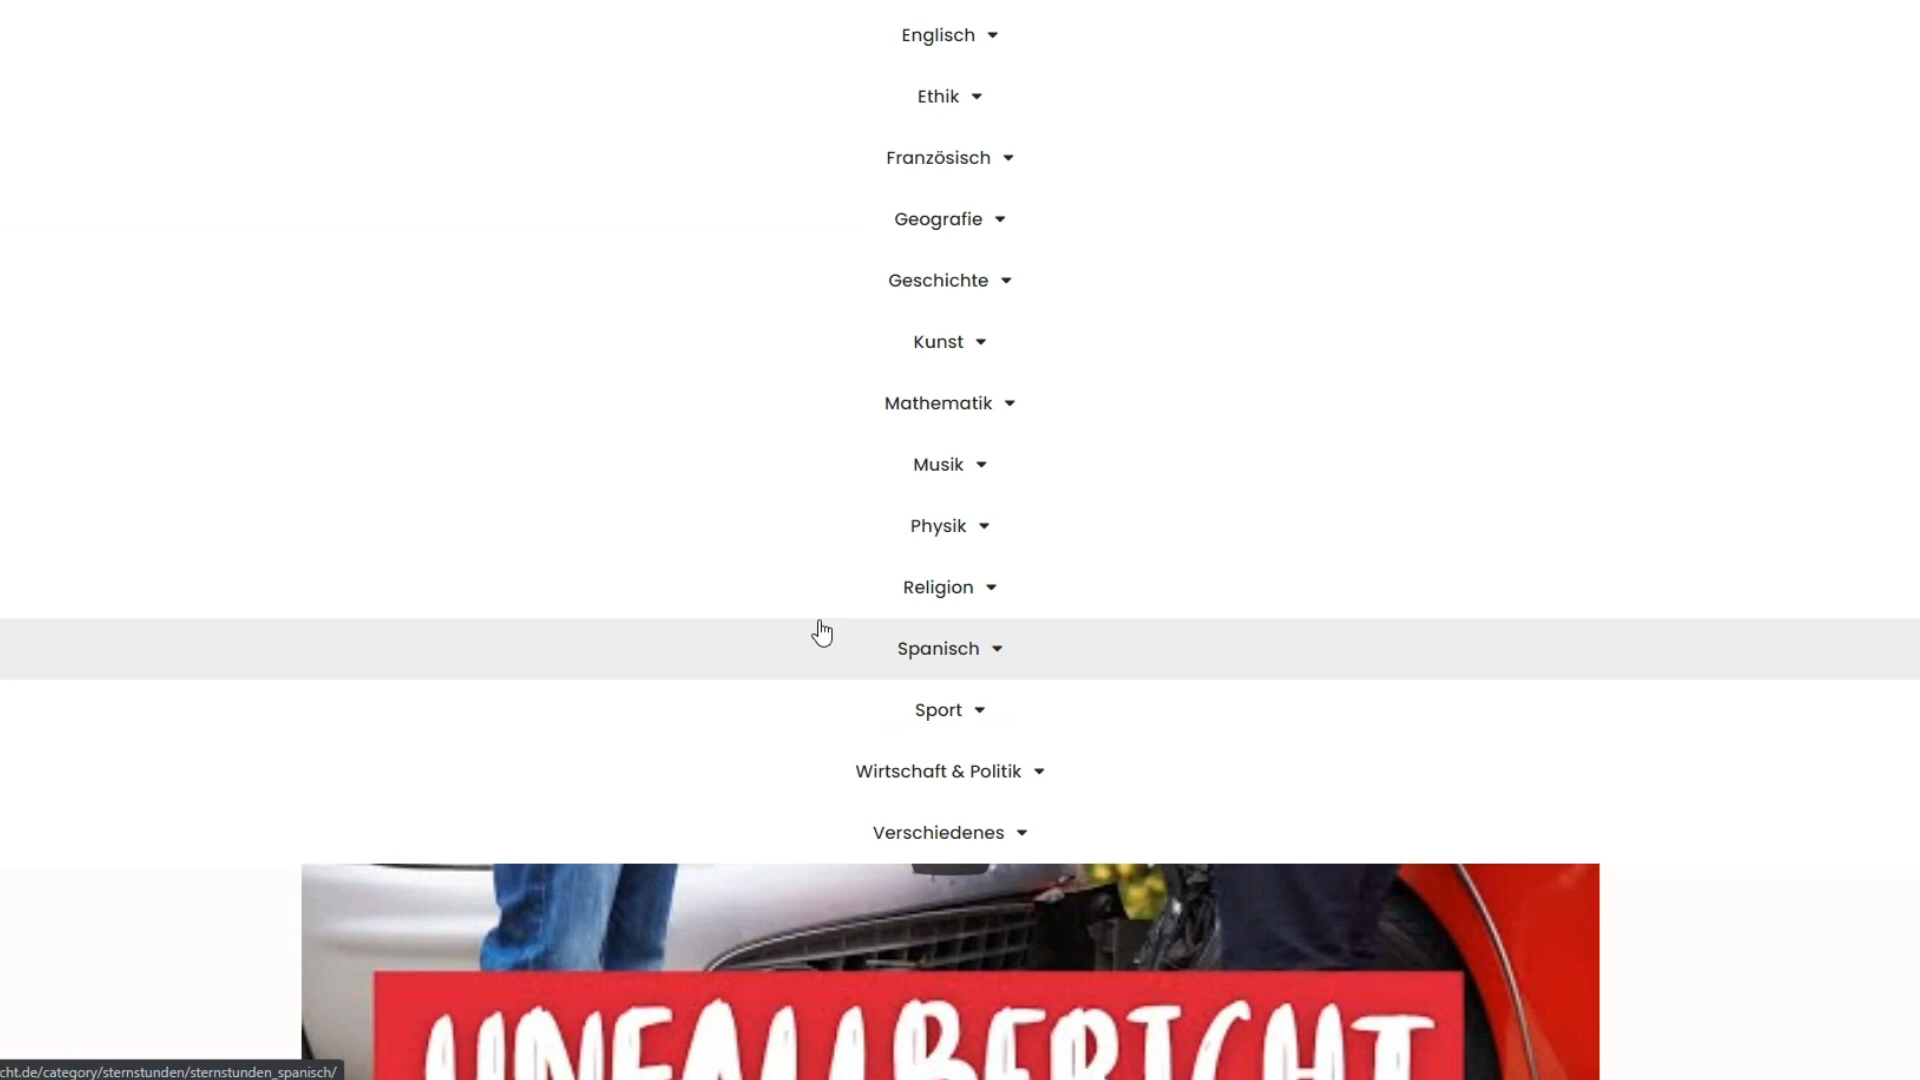 Englisch
Ethik
Französisch
Geografie
Geschichte
Kunst
Mathematik
Musik
Physik
Religion
Spanisch
Sport
Wirtschaft & Politik
Verschiedenes
UNFALLBERICHT
cht.de/category/sternstunden/sternstunden_spanisch/